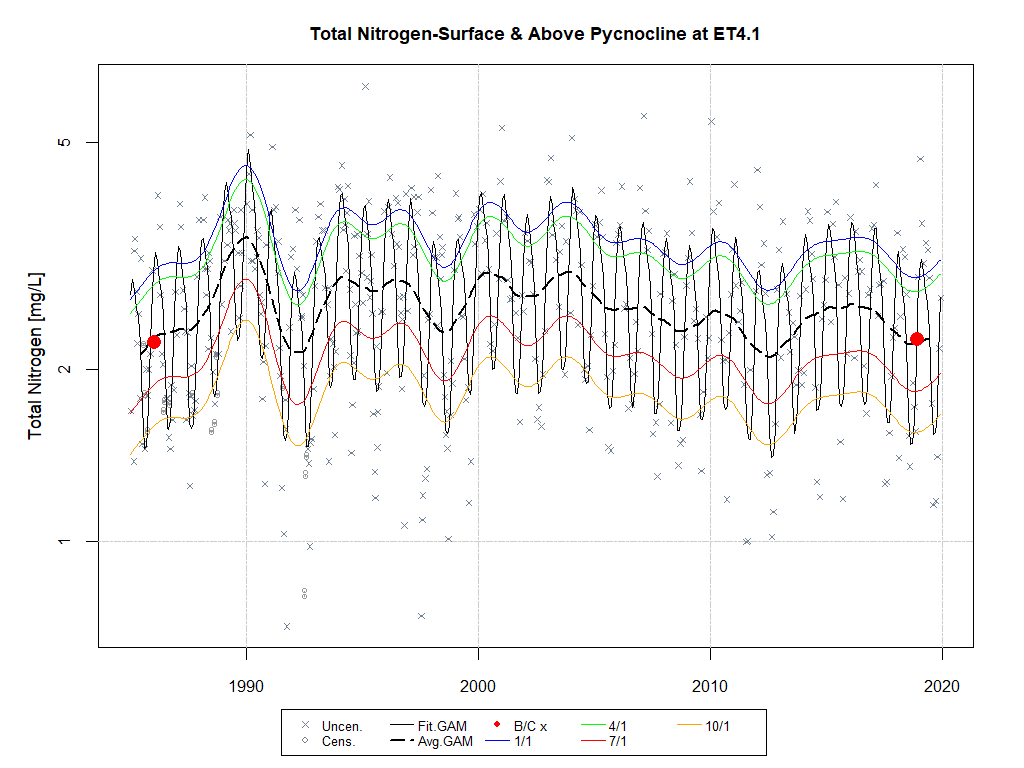 Total Nitrogen-Surface & Above Pycnocline at ET4.1
Total Nitrogen [mg/L]
5
2
1
1990 2000 2010 2020
Uncen. Fit.GAM B/C x 4/1 10/1
Cens. Avg.GAM 1/1 7/1